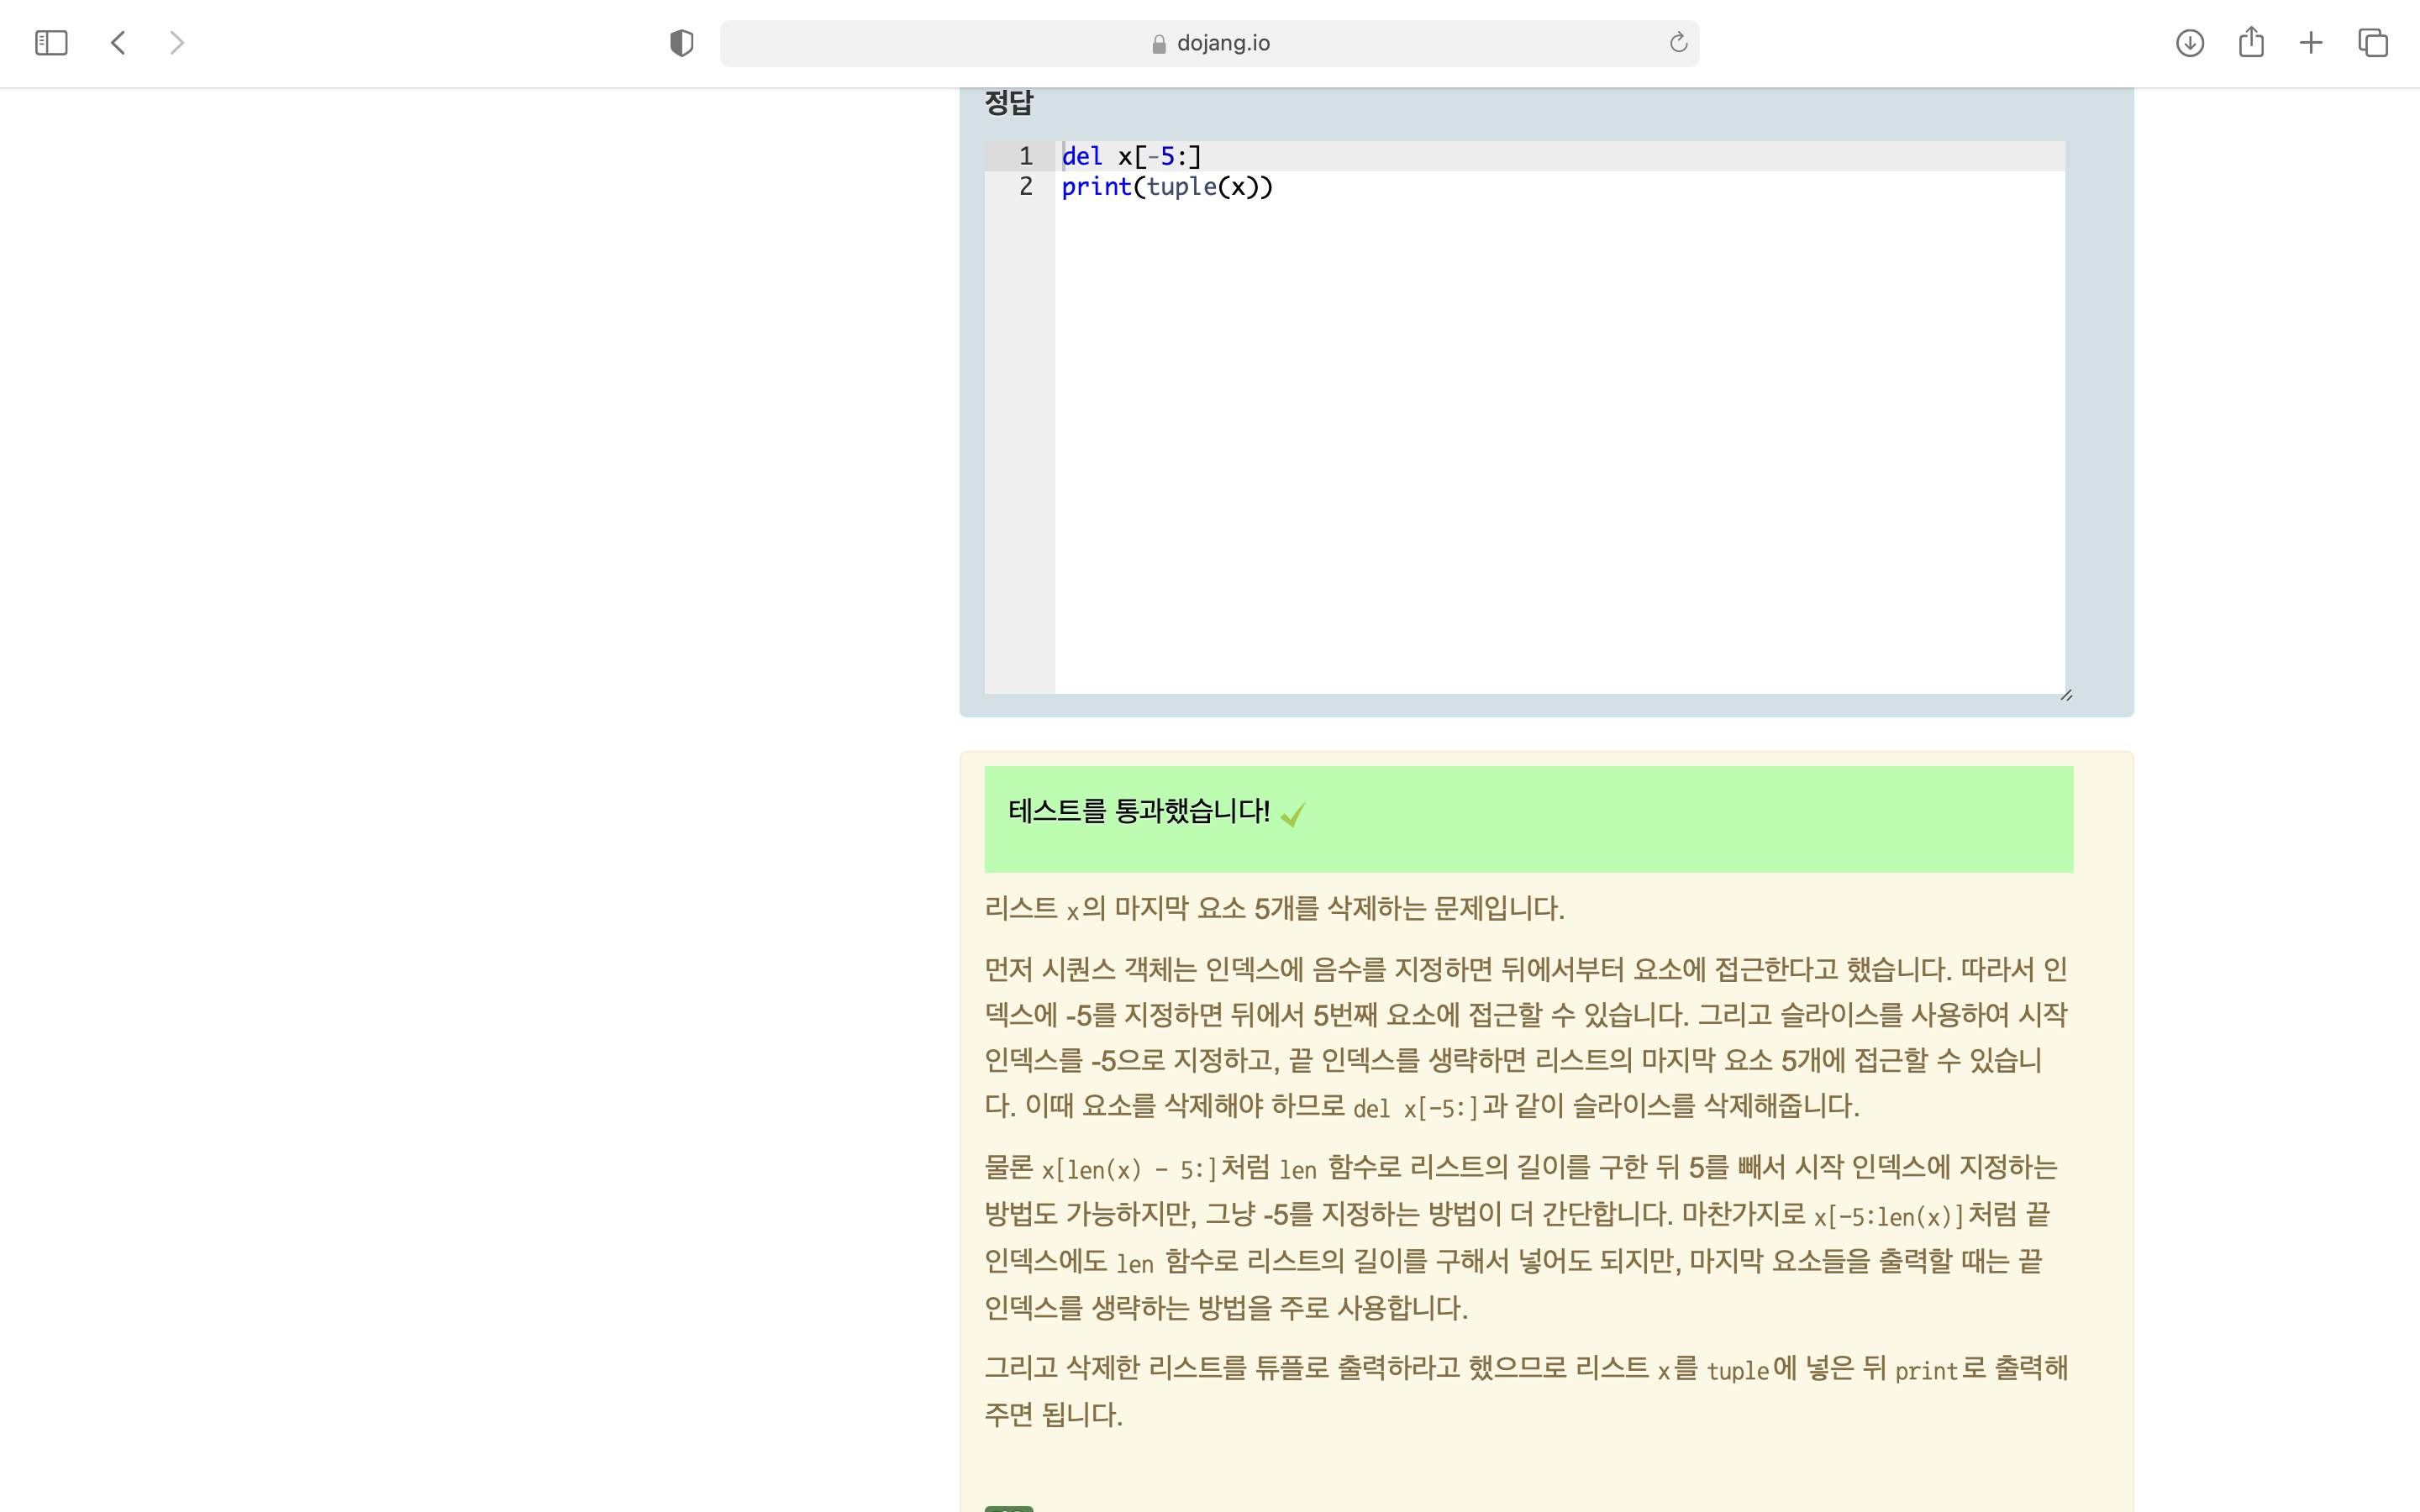 dojang.io
정답
1 del x[-5:]
2 print(tuple(x))
테스트를 통과했습니다!
리스트 x의 마지막 요소 5개를 삭제하는 문제입니다.
먼저 시퀀스 객체는 인덱스에 음수를 지정하면 뒤에서부터 요소에 접근한다고 했습니다. 따라서 인
덱스에 -5를 지정하면 뒤에서 5번째 요소에 접근할 수 있습니다. 그리고 슬라이스를 사용하여 시작
인덱스를 -5으로 지정하고, 끝 인덱스를 생략하면 리스트의 마지막 요소 5개에 접근할 수 있습니
다. 이때 요소를 삭제해야 하므로 del x[-5:]과 같이 슬라이스를 삭제해줍니다.
물론 x[len(x) - 5:]처럼 len 함수로 리스트의 길이를 구한 뒤 5를 빼서 시작 인덱스에 지정하는
방법도 가능하지만, 그냥 -5를 지정하는 방법이 더 간단합니다. 마찬가지로 x[-5:len(x)]처럼 끝
인덱스에도 len 함수로 리스트의 길이를 구해서 넣어도 되지만, 마지막 요소들을 출력할 때는 끝
인덱스를 생략하는 방법을 주로 사용합니다.
그리고 삭제한 리스트를 튜플로 출력하라고 했으므로 리스트 x를 tuple에 넣은 뒤 print로 출력해
주면 됩니다.